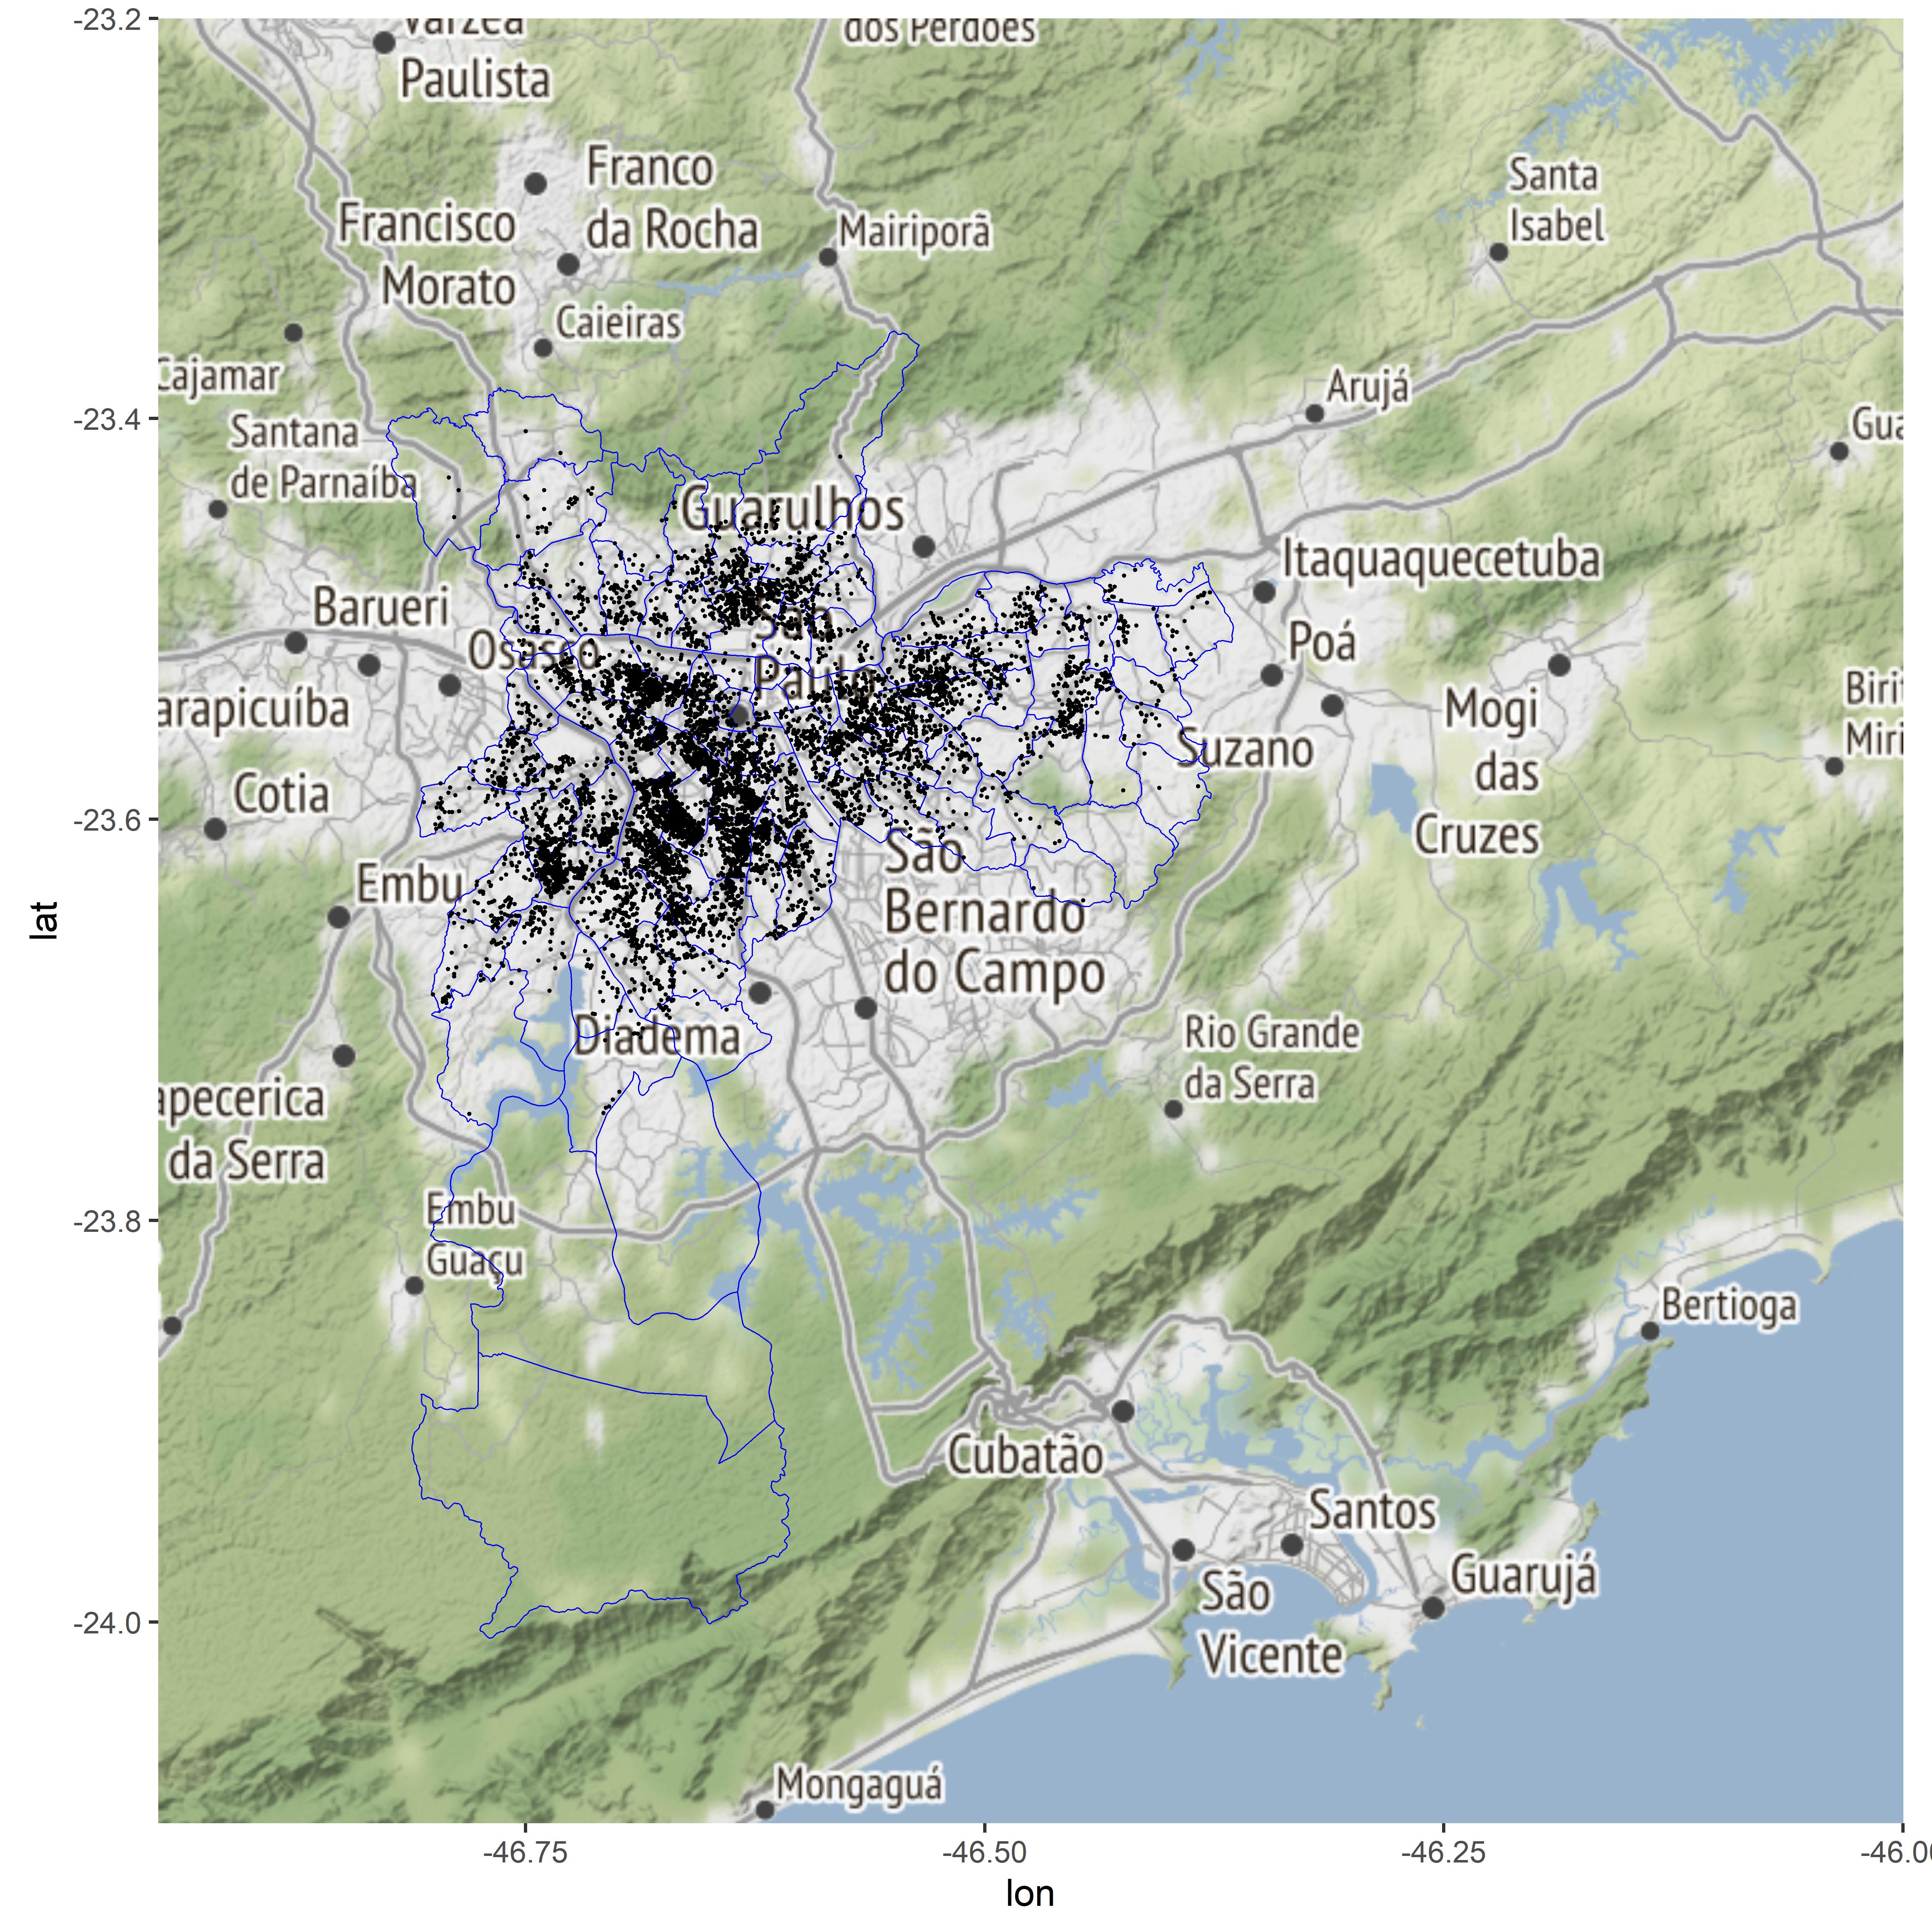 -23.2
Várzea
Paulista
dos Perdões
Franco
da Rocha
Francisco
Morato
Mairiporã
Santa
Isabel
Caieiras
Cajamar
-23.4
Santana
de Parnaíba
Arujá
Gua
Guarulhos
Itaquaquecetuba
Barueri
Osasco
São
Paulo
Poá
arapicuíba
Mogi
das
Cruzes
Birit
Miri
Suzano
Cotia
-23.6
São
Bernardo
do Campo
Embu
lat
Diadema
Rio Grande
da Serra
apecerica
da Serra
-23.8
Embu
Guaçu
Bertioga
Cubatão
Santos
São
Vicente
Guarujá
-24.0
Mongaguá
-46.75
-46.50
-46.25
-46.00
lon